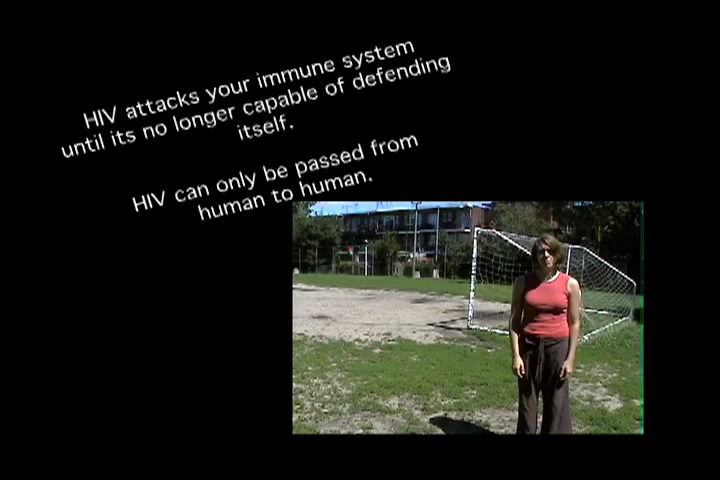 HIV attacks your immune system
until its no longer capable of defending
itself.
HIV can only be passed from
human to human.